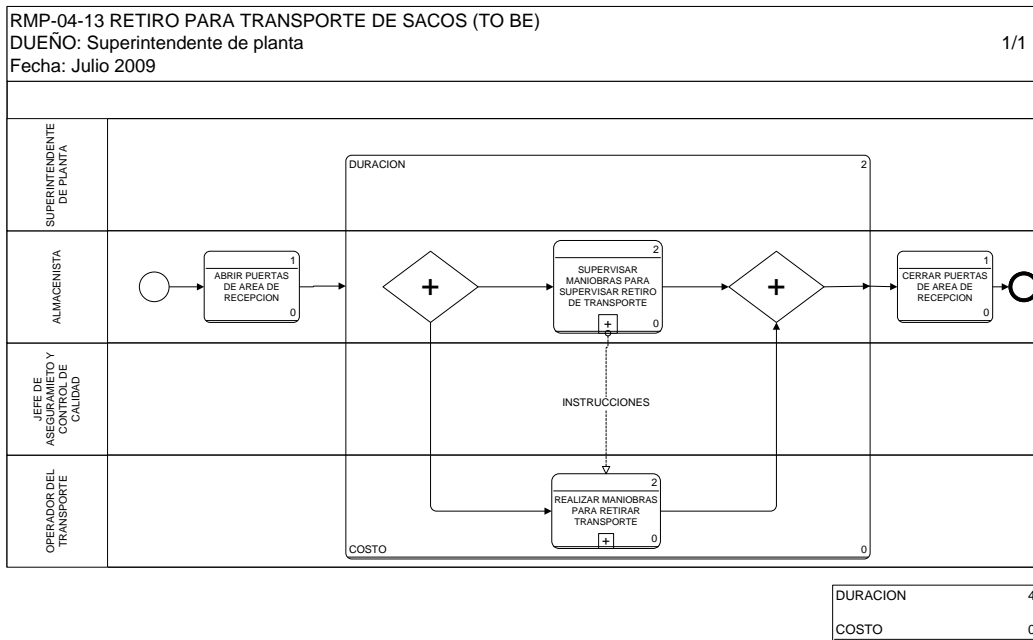 RMP-04-13 RETIRO PARA TRANSPORTE DE SACOS (TO BE)
DUEÑO: Superintendente de planta
1/1
Fecha: Julio 2009
SUPERINTENDENTE
DE PLANTA
DURACION
2
ALMACENISTA
1
ABRIR PUERTAS
DE AREA DE
RECEPCION
0
+
2
SUPERVISAR
MANIOBRAS PARA
SUPERVISAR RETIRO
DE TRANSPORTE
+
0
+
1
CERRAR PUERTAS
DE AREA DE
RECEPCION
0
JEFE DE
ASEGURAMIETO Y
CONTROL DE
CALIDAD
INSTRUCCIONES
OPERADOR DEL
TRANSPORTE
2
REALIZAR MANIOBRAS
PARA RETIRAR
TRANSPORTE
+
0
COSTO
0
DURACION
4
COSTO
0